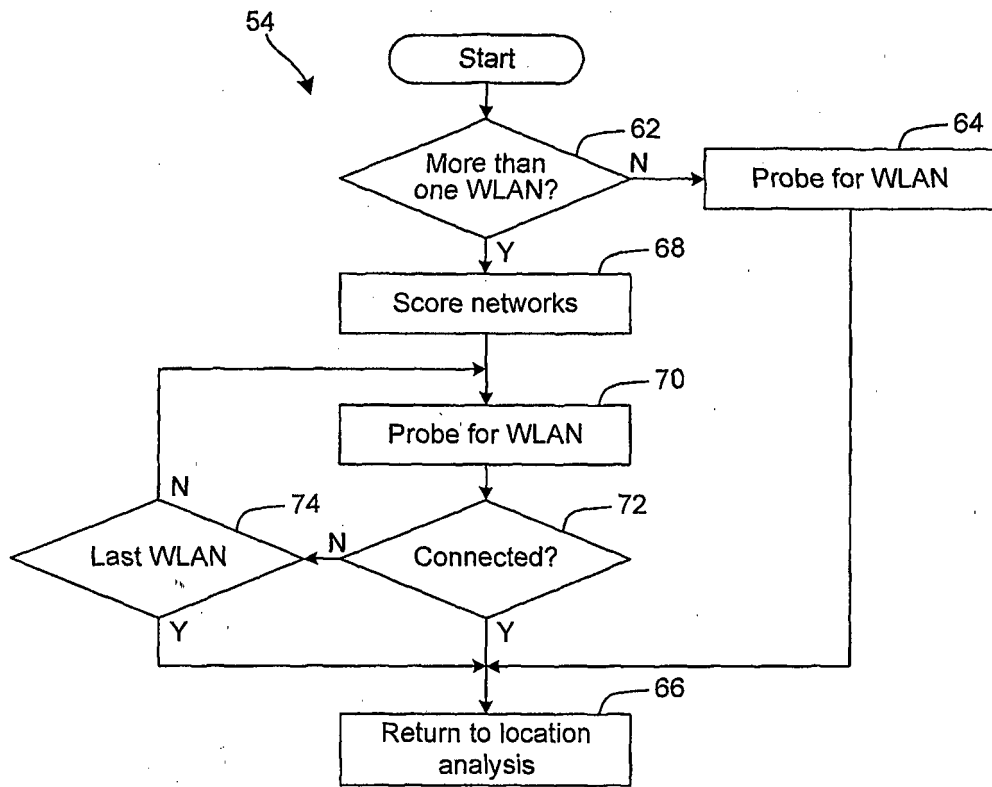 54
Start
62
More than
one WLAN?
N
64
Probe for WLAN
Y
68
Score networks
70
Probe for WLAN
N
74
Last WLAN
N
72
Connected?
Y
Y
66
Return to location
analysis